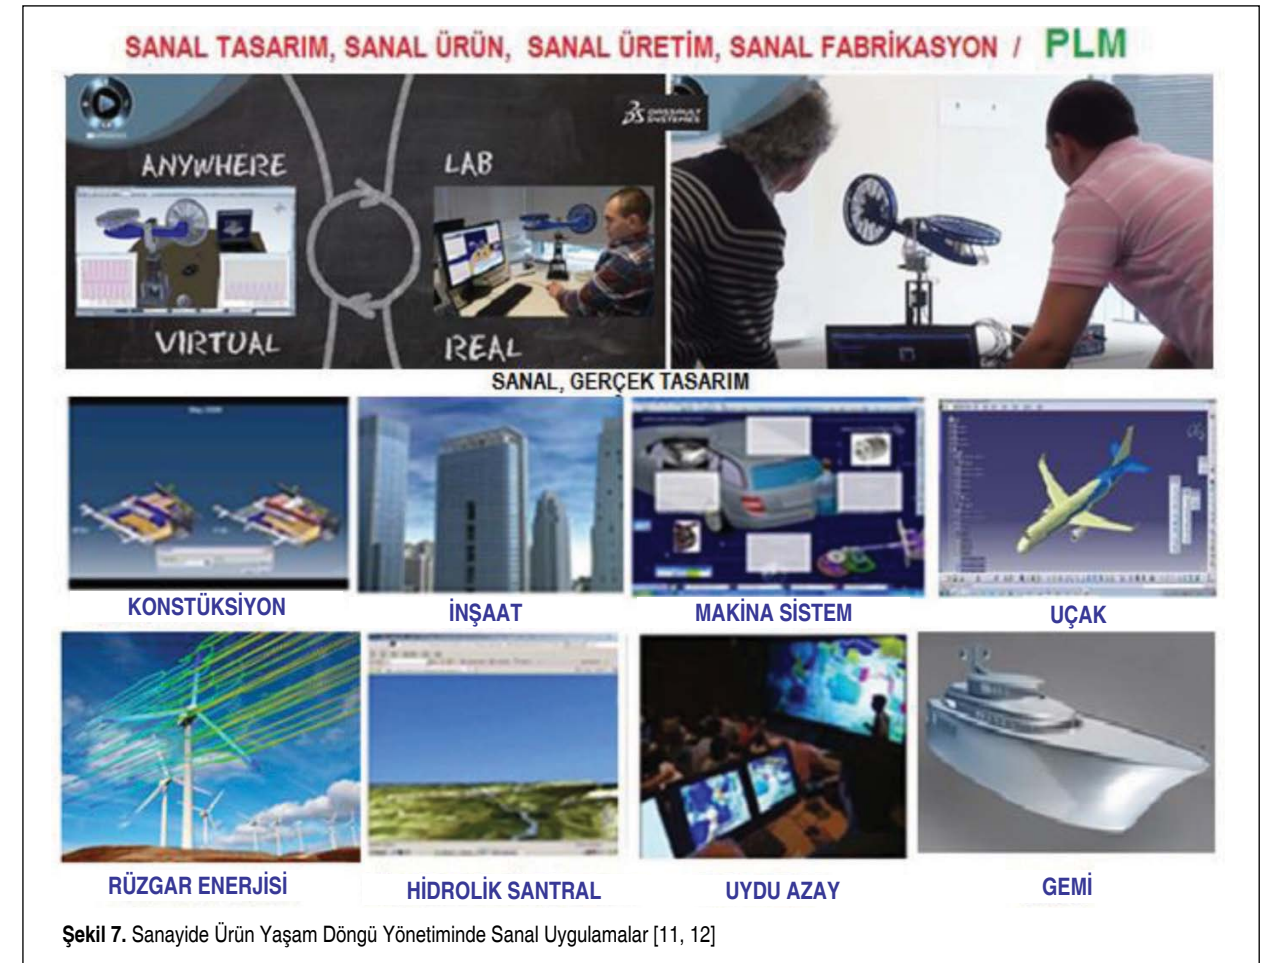 SANAL TASARIM, SANAL ÜRÜN, SANAL ÜRETİM, SANAL FABRİKASYON / PLM
DASSAULT SYSTEMES
ANYWHERE
LAB
VIRTUAL
REAL
SANAL, GERÇEK TASARIM
KONSTÜKSİYON
İNŞAAT
MAKİNA SİSTEM
UÇAK
RÜZGAR ENERJİSİ
HİDROLİK SANTRAL
UYDU AZAY
GEMİ
Şekil 7. Sanayide Ürün Yaşam Döngü Yönetiminde Sanal Uygulamalar [11, 12]